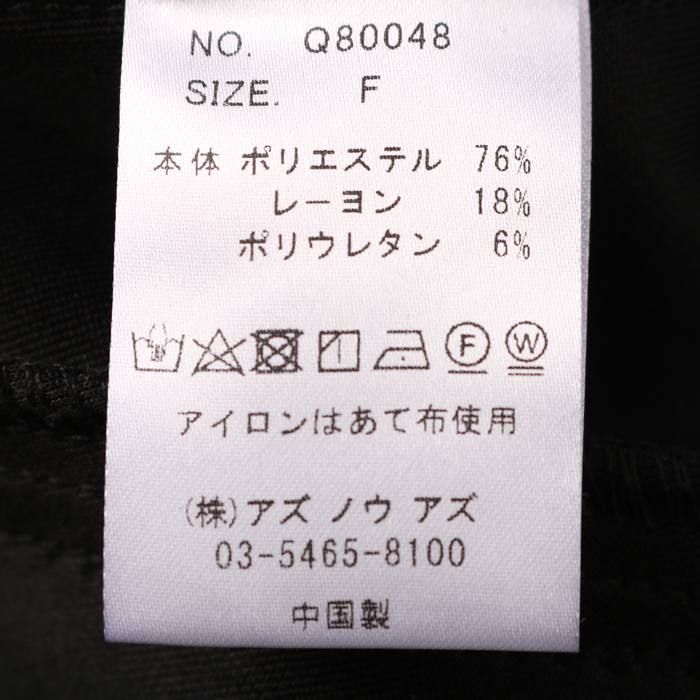 NO. Q80048
SIZE. F
本体 ポリエステル 76%
レーヨン 18%
ポリウレタン 6%
F W
アイロンはあて布使用
(株)アズ ノウ アズ
03-5465-8100
中国製